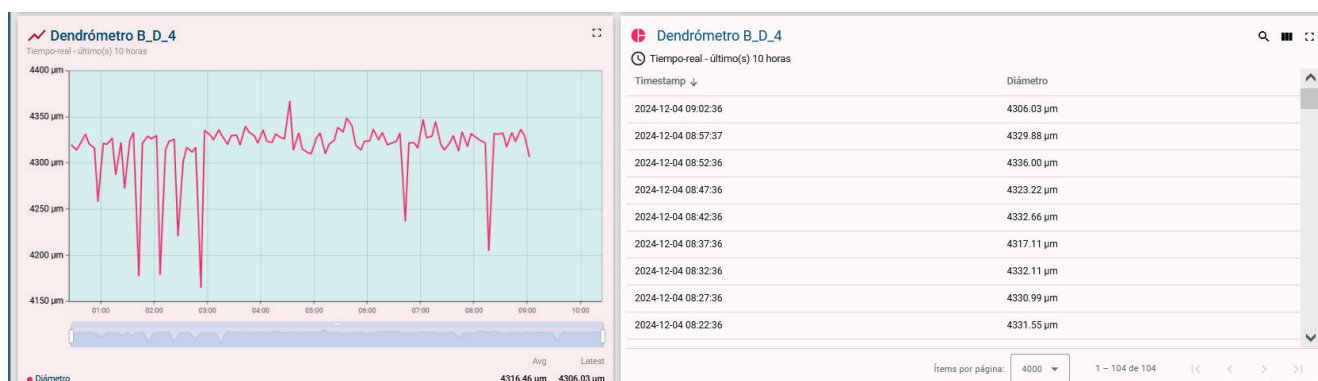 Dendrómetro B_D_4
Tiempo-real - último(s) 10 horas
4400 µm
4350 µm
4300 µm
4250 µm
4200 µm
4150 µm
01:00 02:00 03:00 04:00 05:00 06:00 07:00 08:00 09:00 10:00
Avg Latest
Diámetro 4316.46 µm 4306.03 µm
Dendrómetro B_D_4
Tiempo-real - último(s) 10 horas
Timestamp Diámetro
2024-12-04 09:02:36 4306.03 µm
2024-12-04 08:57:37 4329.88 µm
2024-12-04 08:52:36 4336.00 µm
2024-12-04 08:47:36 4323.22 µm
2024-12-04 08:42:36 4332.66 µm
2024-12-04 08:37:36 4317.11 µm
2024-12-04 08:32:36 4332.11 µm
2024-12-04 08:27:36 4330.99 µm
2024-12-04 08:22:36 4331.55 µm
Ítems por página: 4000 1 – 104 de 104